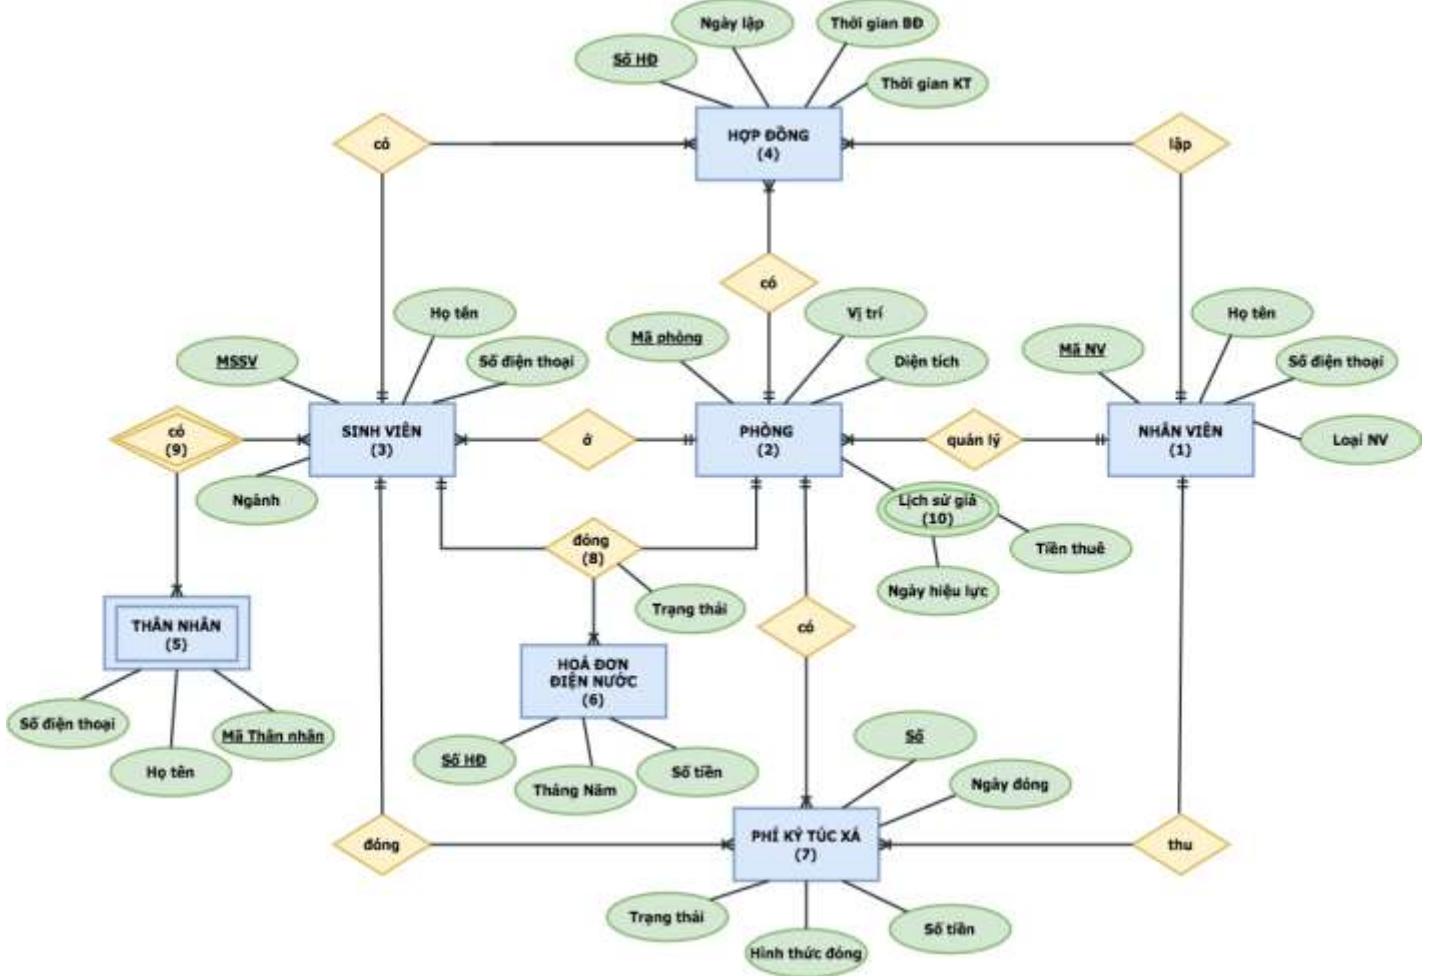 Ngày lập
Thời gian BĐ
Số HĐ
Thời gian KT
HỢP ĐỒNG
(4)
có
lập
có
Họ tên
Vị trí
Họ tên
MSSV
Số điện thoại
Mã phòng
Diện tích
Mã NV
Số điện thoại
có
(9)
SINH VIÊN
(3)
ở
PHÒNG
(2)
quản lý
NHÂN VIÊN
(1)
Loại NV
Ngành
Lịch sử giá
(10)
Tiền thuê
đóng
(8)
Ngày hiệu lực
Trạng thái
THÂN NHÂN
(5)
có
HOÁ ĐƠN
ĐIỆN NƯỚC
(6)
Số điện thoại
Mã Thân nhân
Họ tên
Số HĐ
Tháng Năm
Số tiền
Số
Ngày đóng
đóng
PHÍ KÝ TÚC XÁ
(7)
thu
Trạng thái
Hình thức đóng
Số tiền